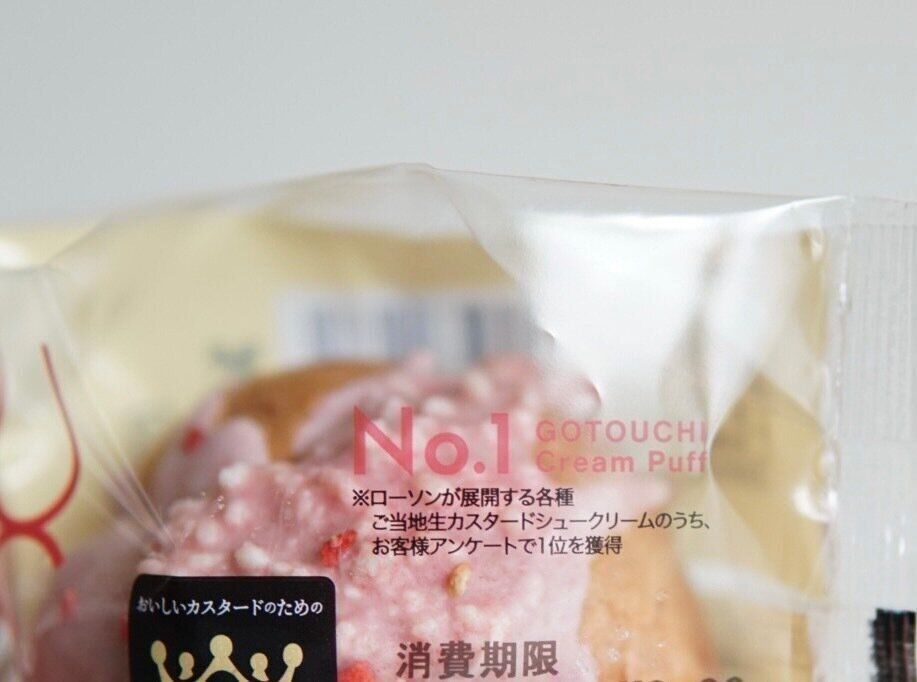 No.1 GOTOUCHI
Cream Puff
※ローソンが展開する各種
ご当地生カスタードシュークリームのうち、
お客様アンケートで1位を獲得
おいしいカスタードのための
消費期限